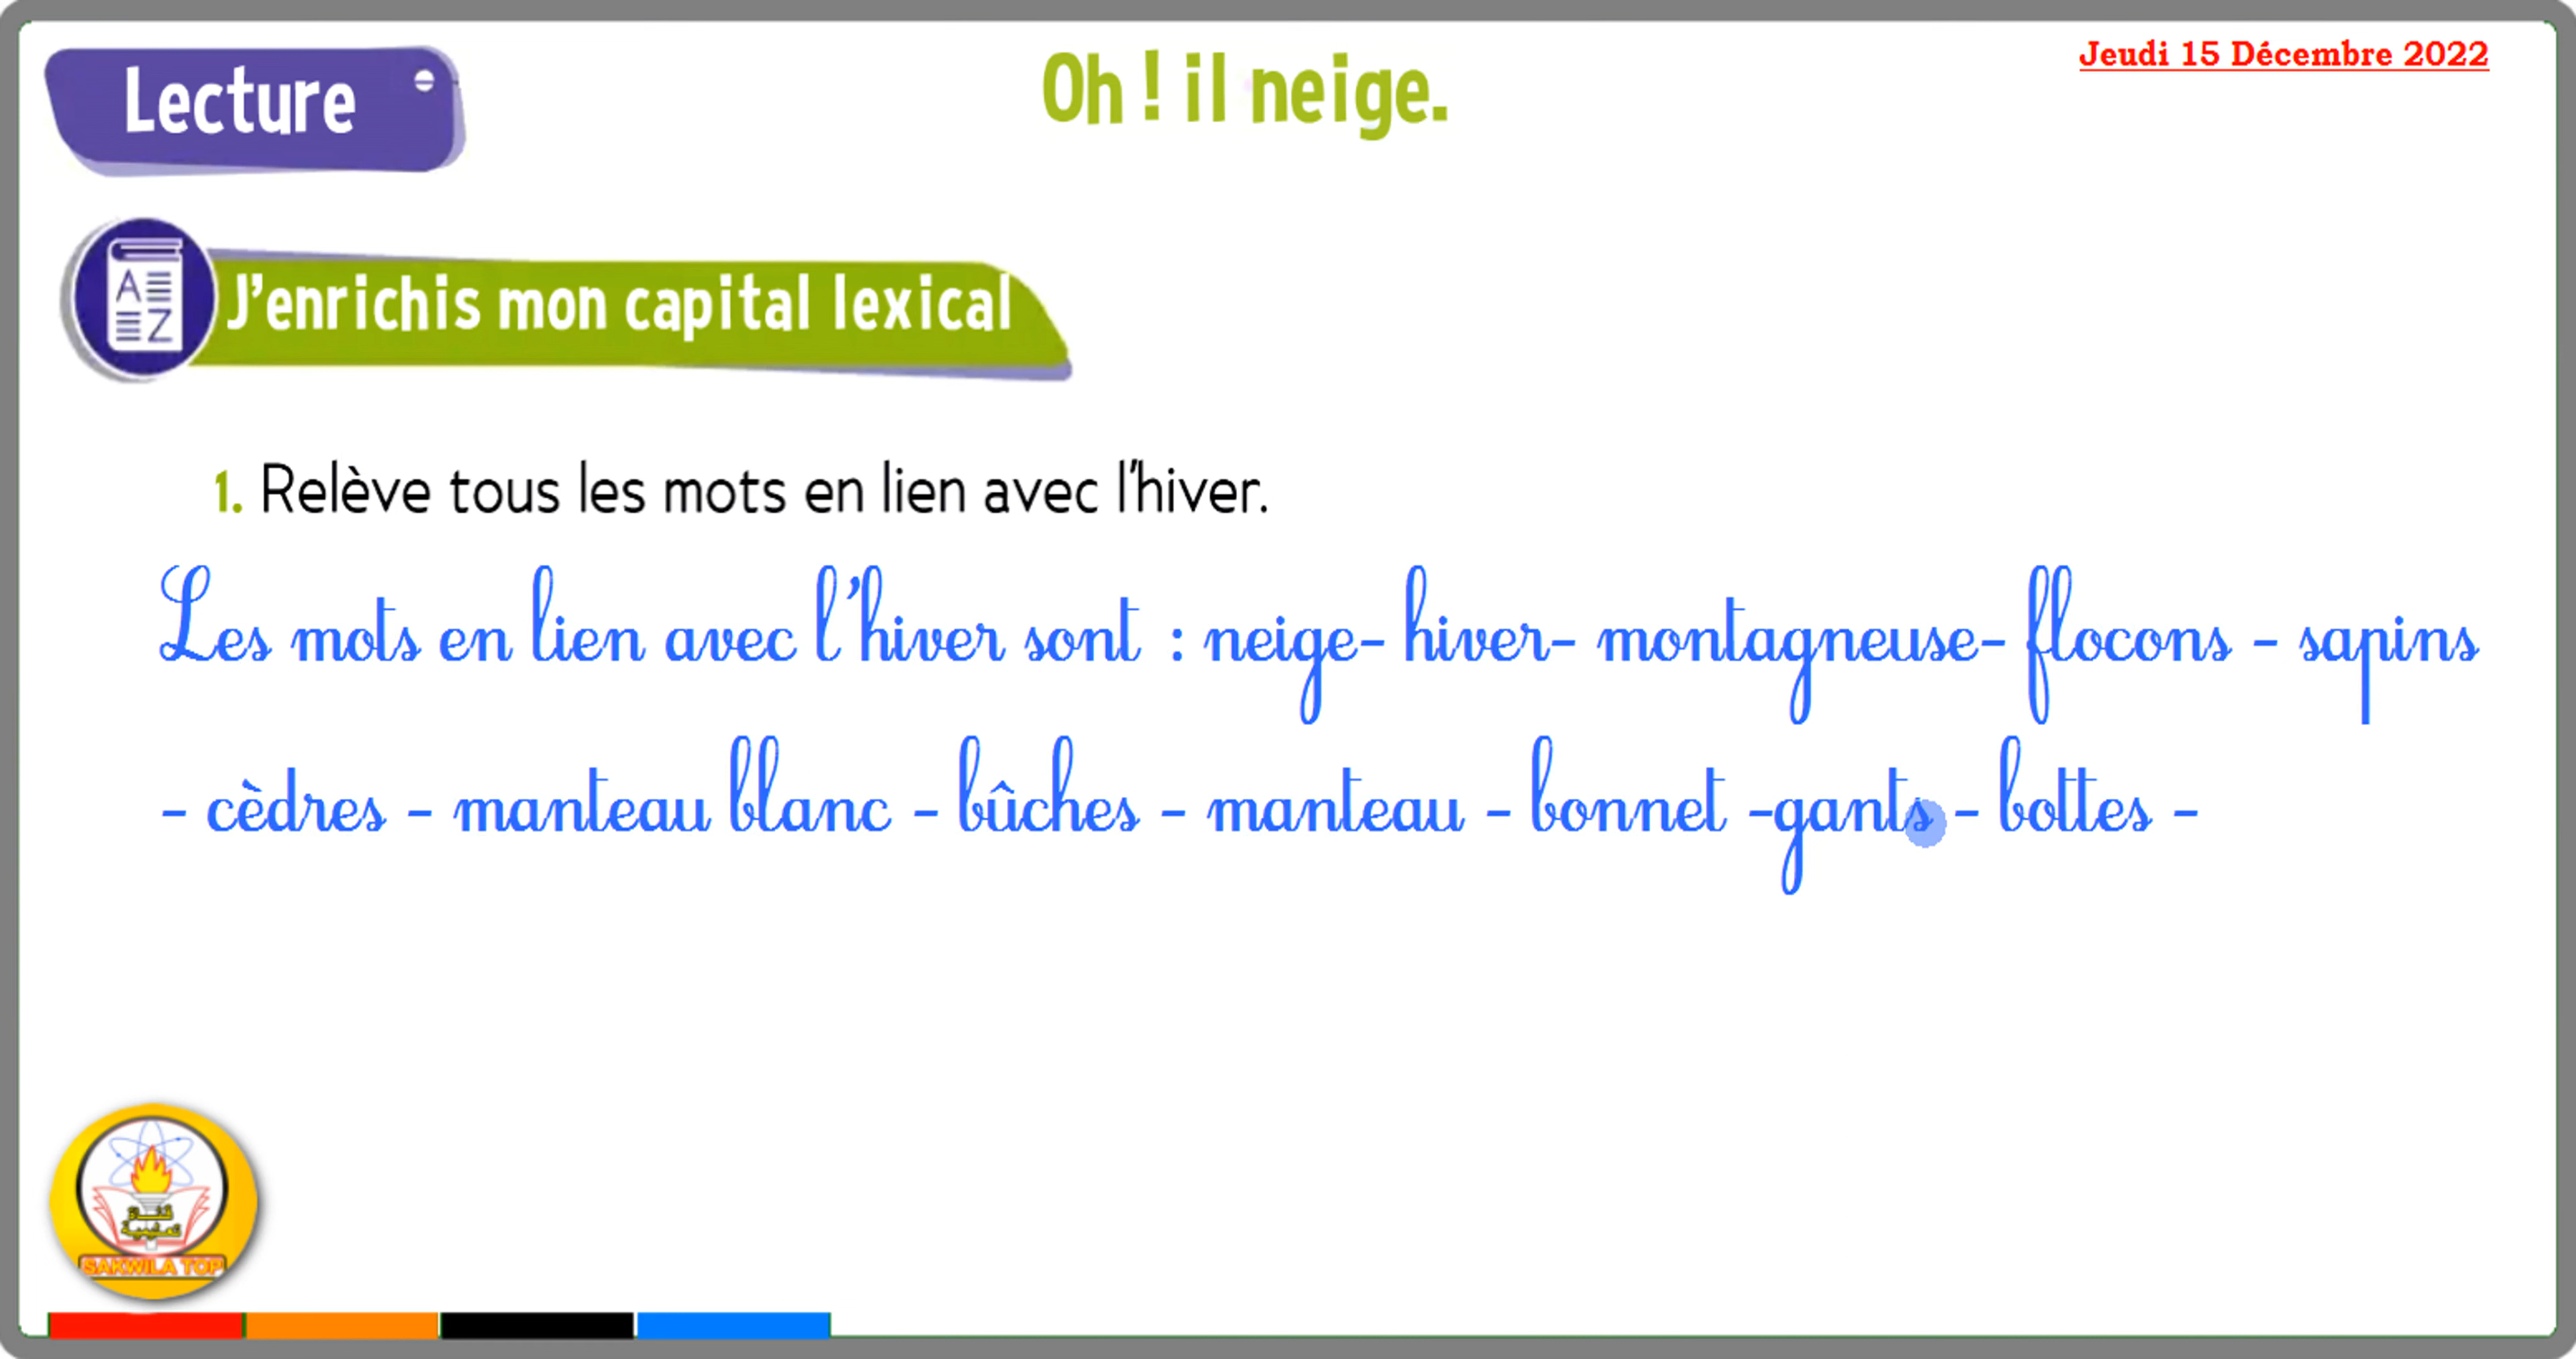 Lecture
Oh ! il neige.
Jeudi 15 Décembre 2022
A
Z
J'enrichis mon capital lexical
1. Relève tous les mots en lien avec l'hiver.
Les mots en lien avec l'hiver sont : neige- hiver- montagneuse- flocons - sapins
- cèdres - manteau blanc - bûches - manteau - bonnet -gants - bottes -
قناة
تعليمية
SAKWILA TOP